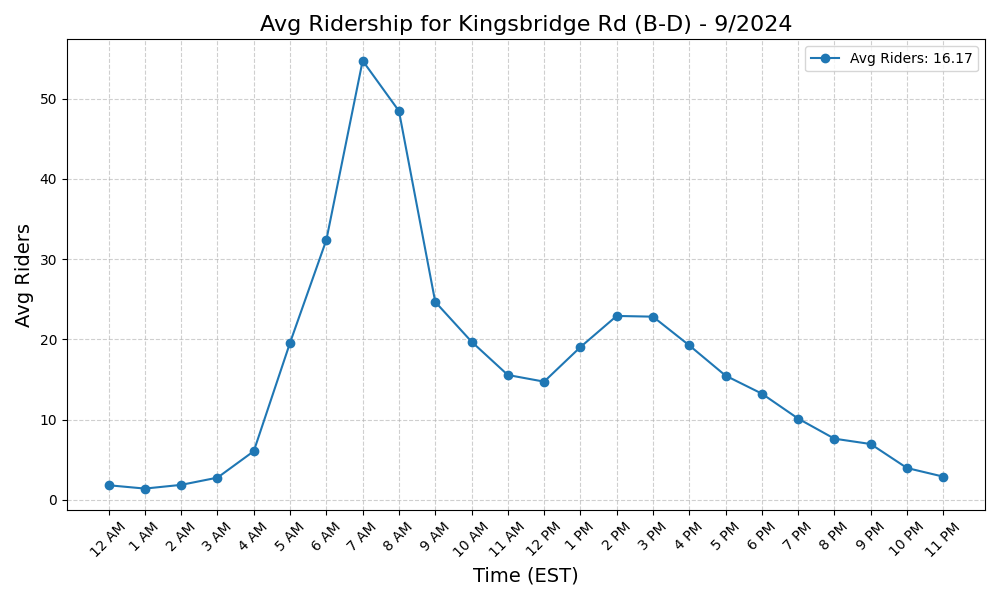 Avg Ridership for Kingsbridge Rd (B-D) - 9/2024
Avg Riders: 16.17
Avg Riders
50
40
30
20
10
0
12 AM
1 AM
2 AM
3 AM
4 AM
5 AM
6 AM
7 AM
8 AM
9 AM
10 AM
11 AM
12 PM
1 PM
2 PM
3 PM
4 PM
5 PM
6 PM
7 PM
8 PM
9 PM
10 PM
11 PM
Time (EST)